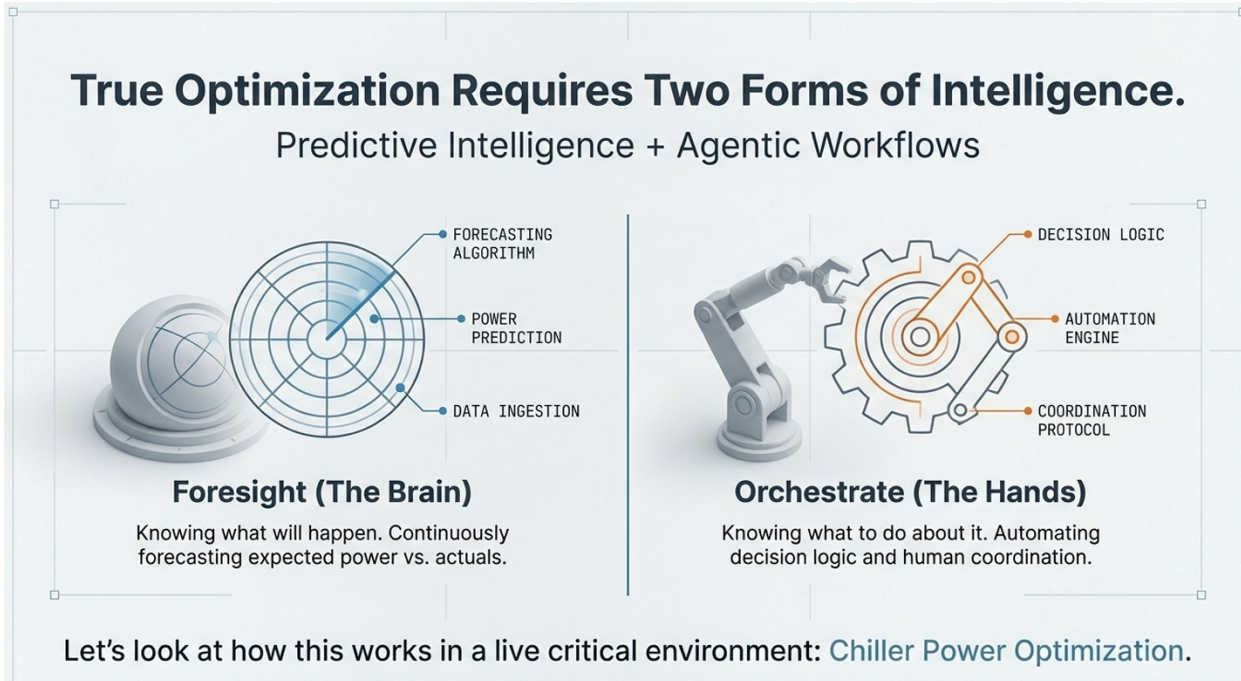 True Optimization Requires Two Forms of Intelligence.
Predictive Intelligence + Agentic Workflows
FORECASTING
ALGORITHM
POWER
PREDICTION
DATA INGESTION
Foresight (The Brain)
Knowing what will happen. Continuously
forecasting expected power vs. actuals.
DECISION LOGIC
AUTOMATION
ENGINE
COORDINATION
PROTOCOL
Orchestrate (The Hands)
Knowing what to do about it. Automating
decision logic and human coordination.
Let's look at how this works in a live critical environment: Chiller Power Optimization.